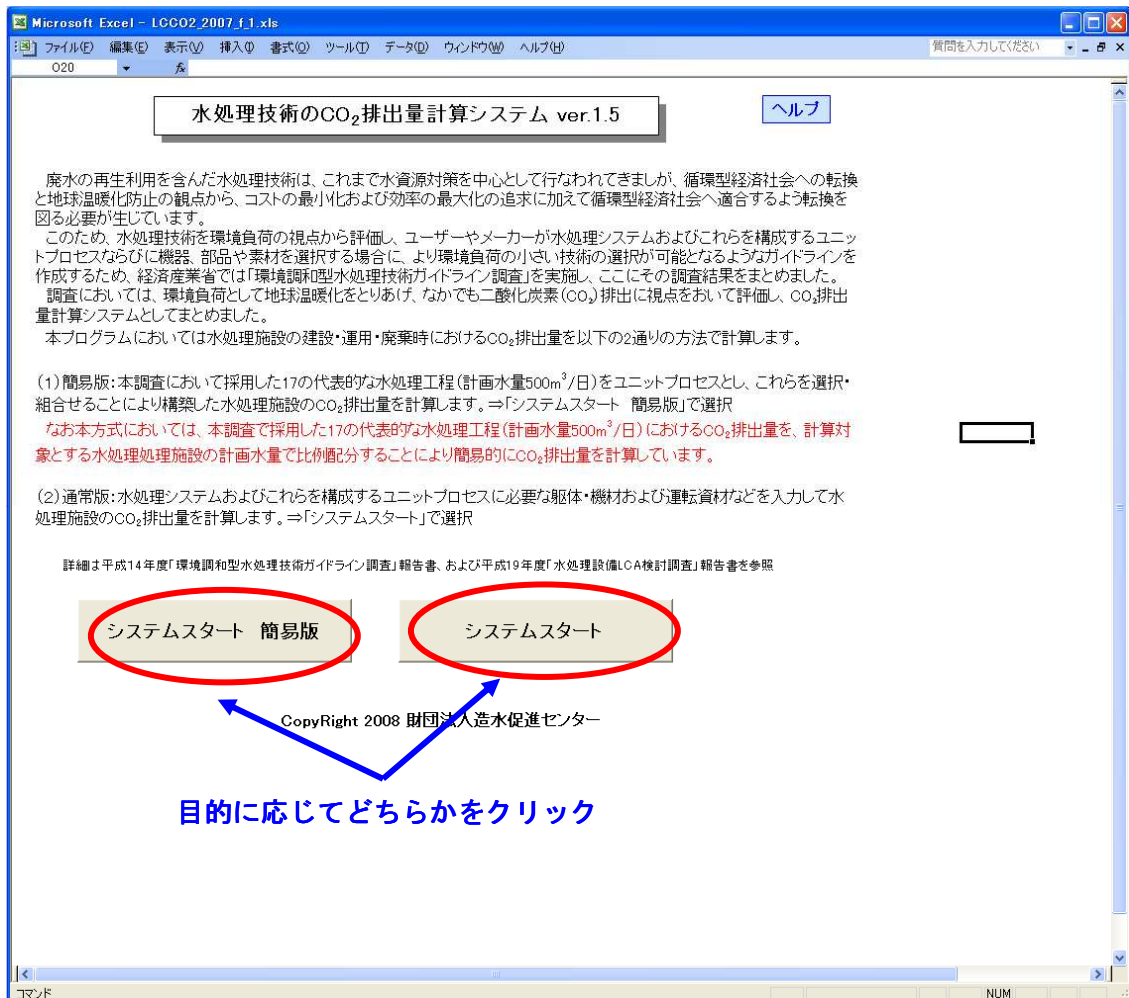 Microsoft Excel - LCCO2_2007_f_1.xls
ファイル(F) 編集(E) 表示(V) 挿入(I) 書式(O) ツール(T) データ(D) ウィンドウ(W) ヘルプ(H) 質問を入力してください
O20 fx
水処理技術のCO₂排出量計算システム ver.1.5
ヘルプ
廃水の再生利用を含んだ水処理技術は、これまで水資源対策を中心として行なわれてきましが、循環型経済社会への転換
と地球温暖化防止の観点から、コストの最小化および効率の最大化の追求に加えて循環型経済社会へ適合するよう転換を
図る必要が生じています。
このため、水処理技術を環境負荷の視点から評価し、ユーザーやメーカーが水処理システムおよびこれらを構成するユニッ
トプロセスならびに機器、部品や素材を選択する場合に、より環境負荷の小さい技術の選択が可能となるようなガイドラインを
作成するため、経済産業省では「環境調和型水処理技術ガイドライン調査」を実施し、ここにその調査結果をまとめました。
調査においては、環境負荷として地球温暖化をとりあげ、なかでも二酸化炭素(CO₂)排出に視点をおいて評価し、CO₂排出
量計算システムとしてまとめました。
本プログラムにおいては水処理施設の建設・運用・廃棄時におけるCO₂排出量を以下の2通りの方法で計算します。
(1)簡易版:本調査において採用した17の代表的な水処理工程(計画水量500m³/日)をユニットプロセスとし、これらを選択・
組合せることにより構築した水処理施設のCO₂排出量を計算します。⇒「システムスタート 簡易版」で選択
なお本方式においては、本調査で採用した17の代表的な水処理工程(計画水量500m³/日)におけるCO₂排出量を、計算対
象とする水処理処理施設の計画水量で比例配分することにより簡易的にCO₂排出量を計算しています。
(2)通常版:水処理システムおよびこれらを構成するユニットプロセスに必要な躯体・機材および運転資材などを入力して水
処理施設のCO₂排出量を計算します。⇒「システムスタート」で選択
詳細は平成14年度「環境調和型水処理技術ガイドライン調査」報告書、および平成19年度「水処理設備LCA検討調査」報告書を参照
システムスタート 簡易版 システムスタート
CopyRight 2008 財団法人造水促進センター
目的に応じてどちらかをクリック
コマンド NUM